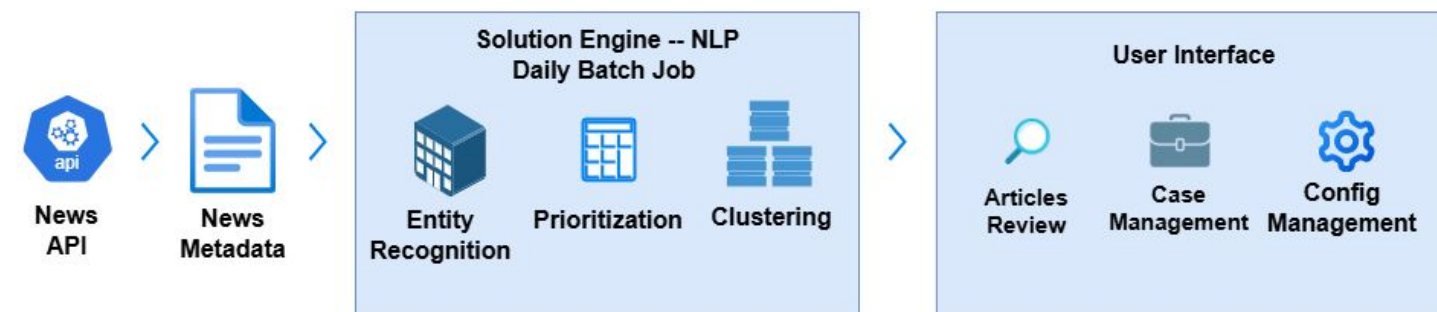 Solution Engine -- NLP
Daily Batch Job
User Interface
api
News
API
News
Metadata
Entity
Recognition
Prioritization
Clustering
Articles
Review
Case
Management
Config
Management